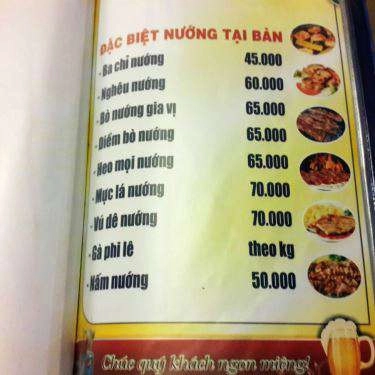 ĐẶC BIỆT NƯỚNG TẠI BÀN
- Ba chỉ nướng 45.000
- Nghêu nướng 60.000
- Bò nướng gia vị 65.000
- Diềm bò nướng 65.000
- Heo mọi nướng 65.000
- Mực lá nướng 70.000
- Vú dê nướng 70.000
- Gà phi lê theo kg
- Nấm nướng 50.000
Chúc quý khách ngon miệng!